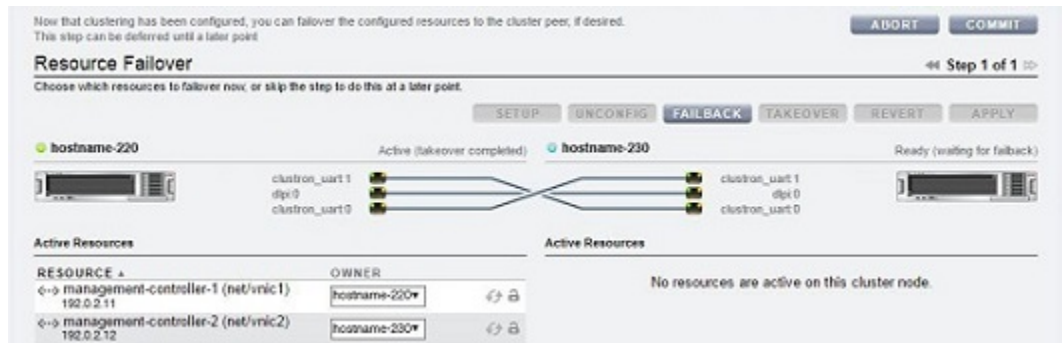 Now that clustering has been configured, you can failover the configured resources to the cluster peer, if desired.
This step can be deferred until a later point
ABORT COMMIT
Resource Failover
Step 1 of 1
Choose which resources to failover now, or skip the step to do this at a later point.
SETUP UNCONFIG FAILBACK TAKEOVER REVERT APPLY
hostname-220 Active (takeover completed)
hostname-230 Ready (waiting for failback)
clustron_uart:1
dlpi:0
clustron_uart:0
clustron_uart:1
dlpi:0
clustron_uart:0
Active Resources
RESOURCE OWNER
management-controller-1 (net/vnic1) hostname-220
192.0.2.11
management-controller-2 (net/vnic2) hostname-230
192.0.2.12
Active Resources
No resources are active on this cluster node.